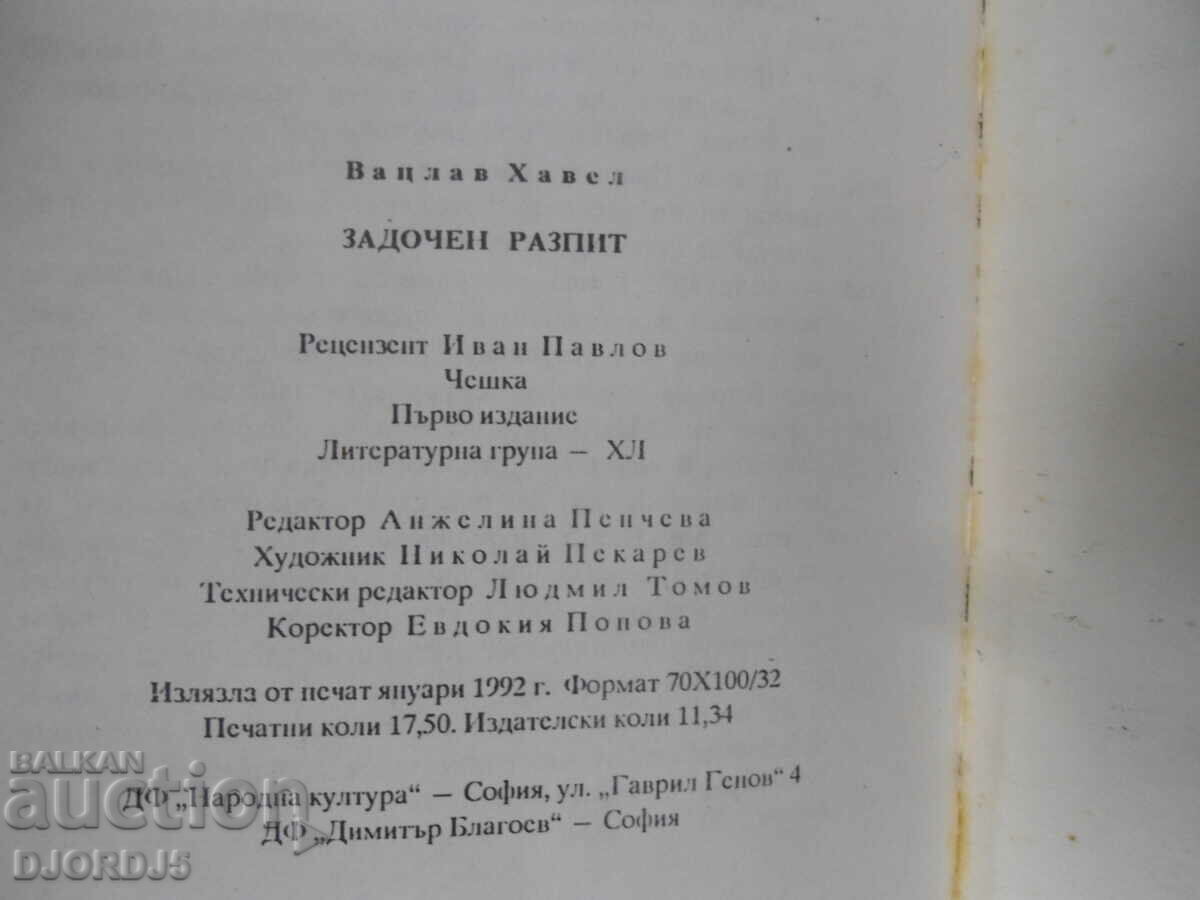 Вацлав Хавел
ЗАДОЧЕН РАЗПИТ
Рецензент Иван Павлов
Чешка
Първо издание
Литературна група – ХЛ
Редактор Анжелина Пенчева
Художник Николай Пекарев
Технически редактор Людмил Томов
Коректор Евдокия Попова
Излязла от печат януари 1992 г. Формат 70X100/32
Печатни коли 17,50. Издателски коли 11,34
ДФ „Народна култура“ – София, ул. „Гаврил Генов“ 4
ДФ „Димитър Благоев“ – София
BALKAN
auction
DJORDJ5